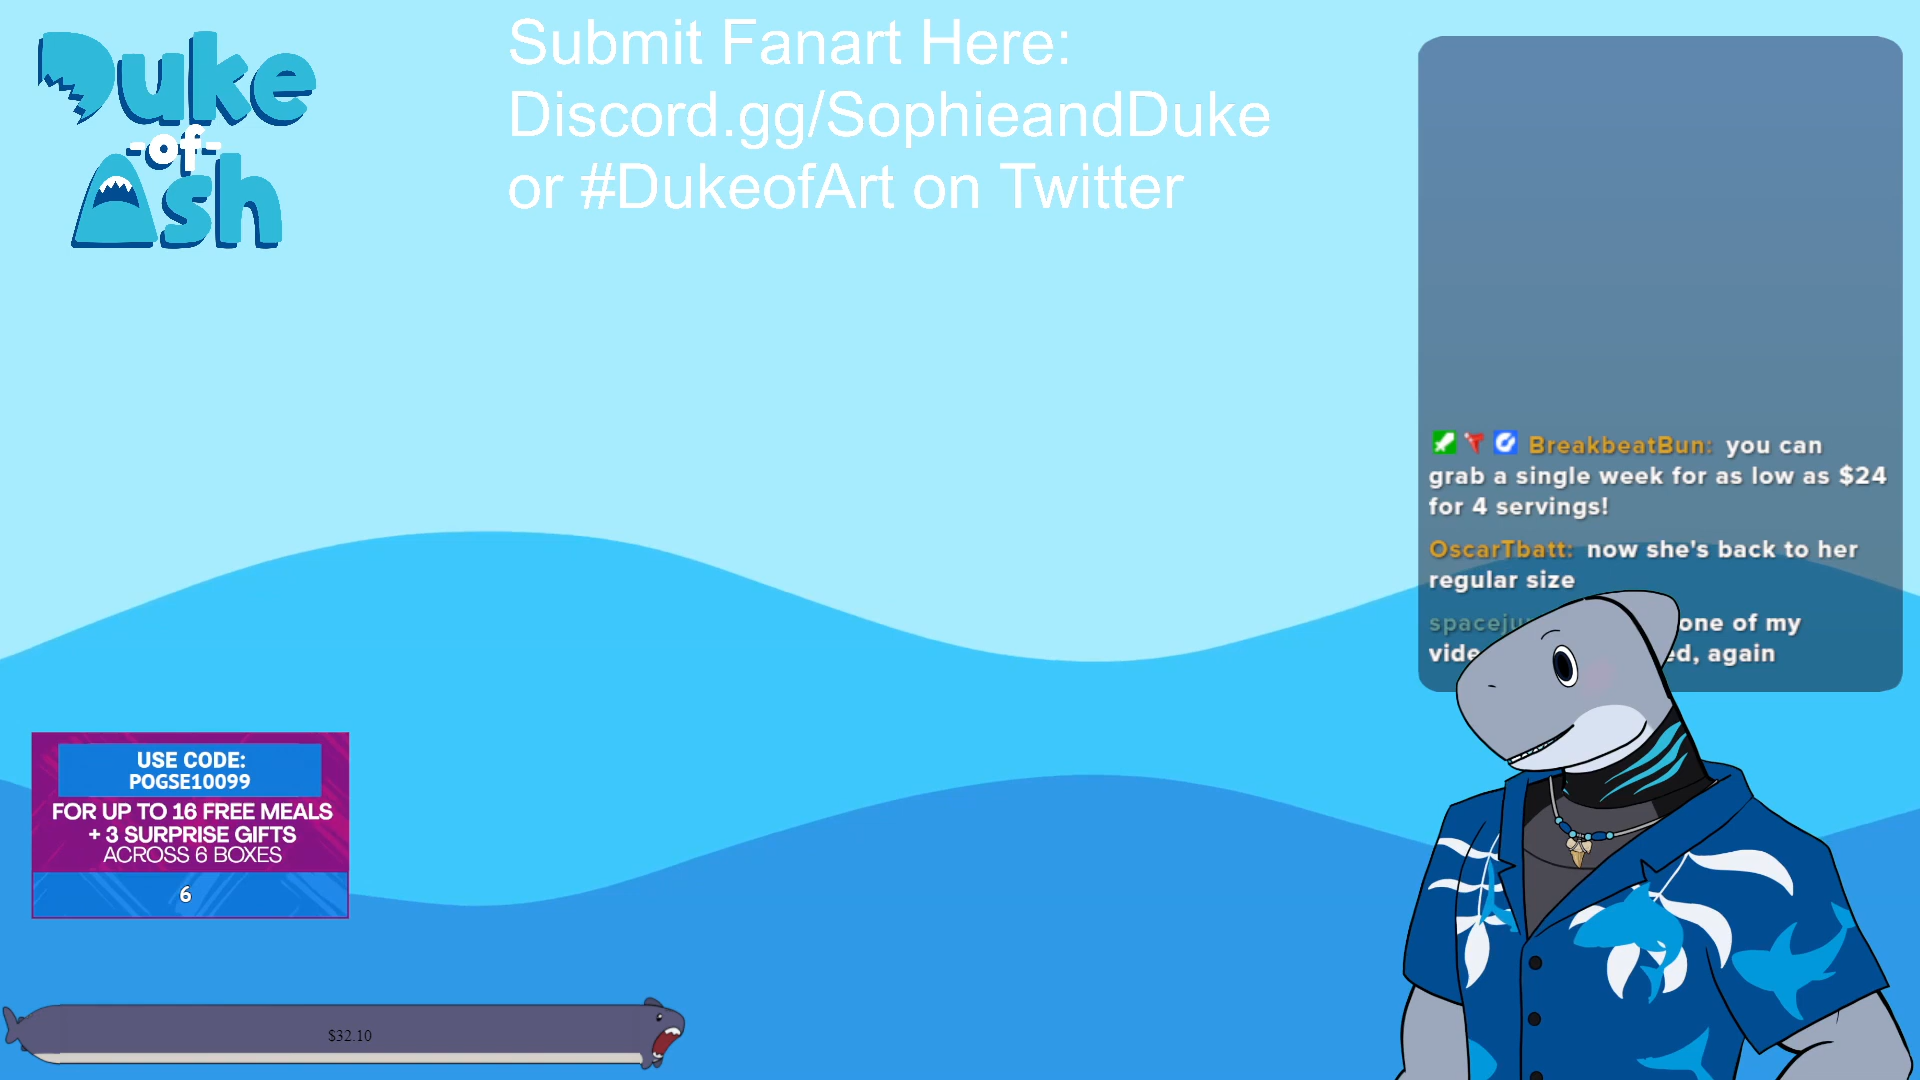 Duke
-of-
Ash
Submit Fanart Here:
Discord.gg/SophieandDuke
or #DukeofArt on Twitter
BreakbeatBun: you can
grab a single week for as low as $24
for 4 servings!
OscarTbatt: now she's back to her
regular size
one of my
again
USE CODE:
POGSE10099
FOR UP TO 16 FREE MEALS
+ 3 SURPRISE GIFTS
ACROSS 6 BOXES
6
$32.10